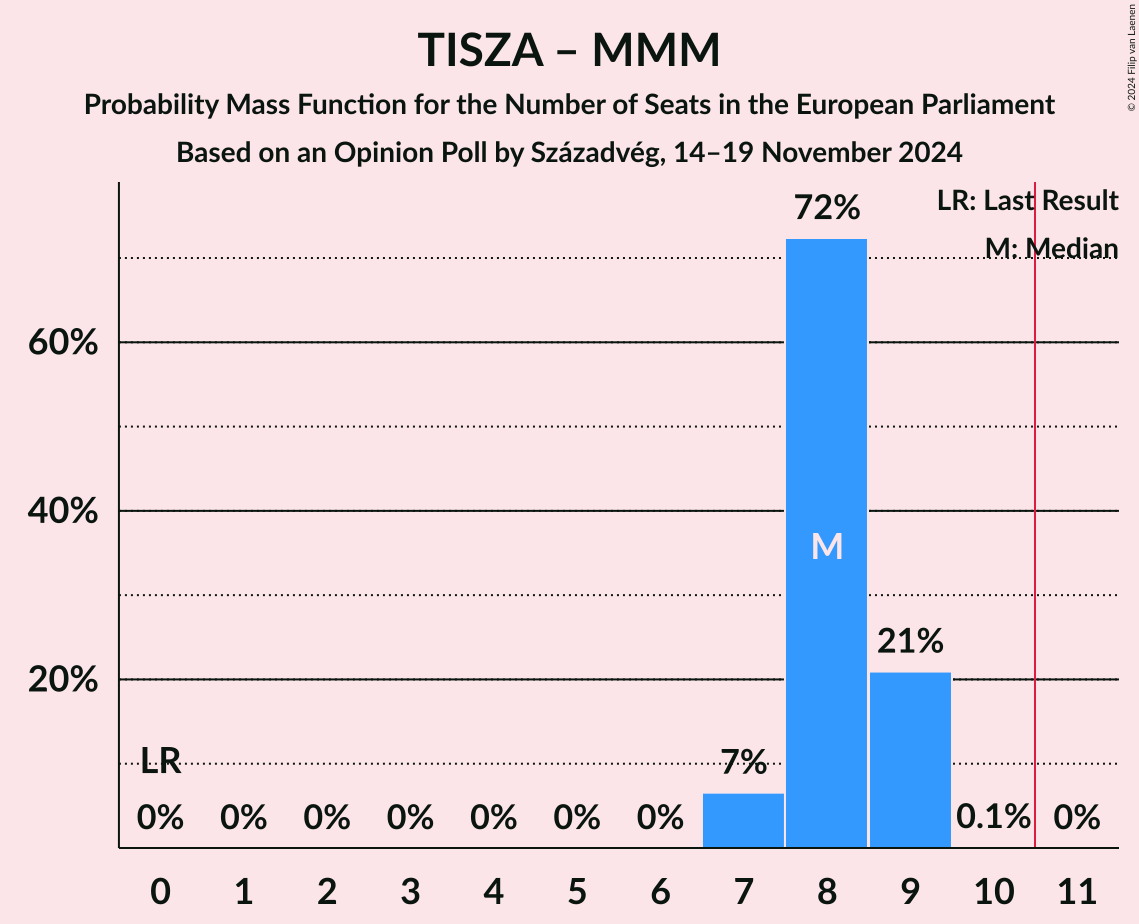 TISZA – MMM
Probability Mass Function for the Number of Seats in the European Parliament
Based on an Opinion Poll by Századvég, 14–19 November 2024
© 2024 Filip van Laenen
LR: Last Result
M: Median
72%
60%
40%
M
21%
20%
LR
7%
0% 0% 0% 0% 0% 0% 0% 0.1% 0%
0 1 2 3 4 5 6 7 8 9 10 11